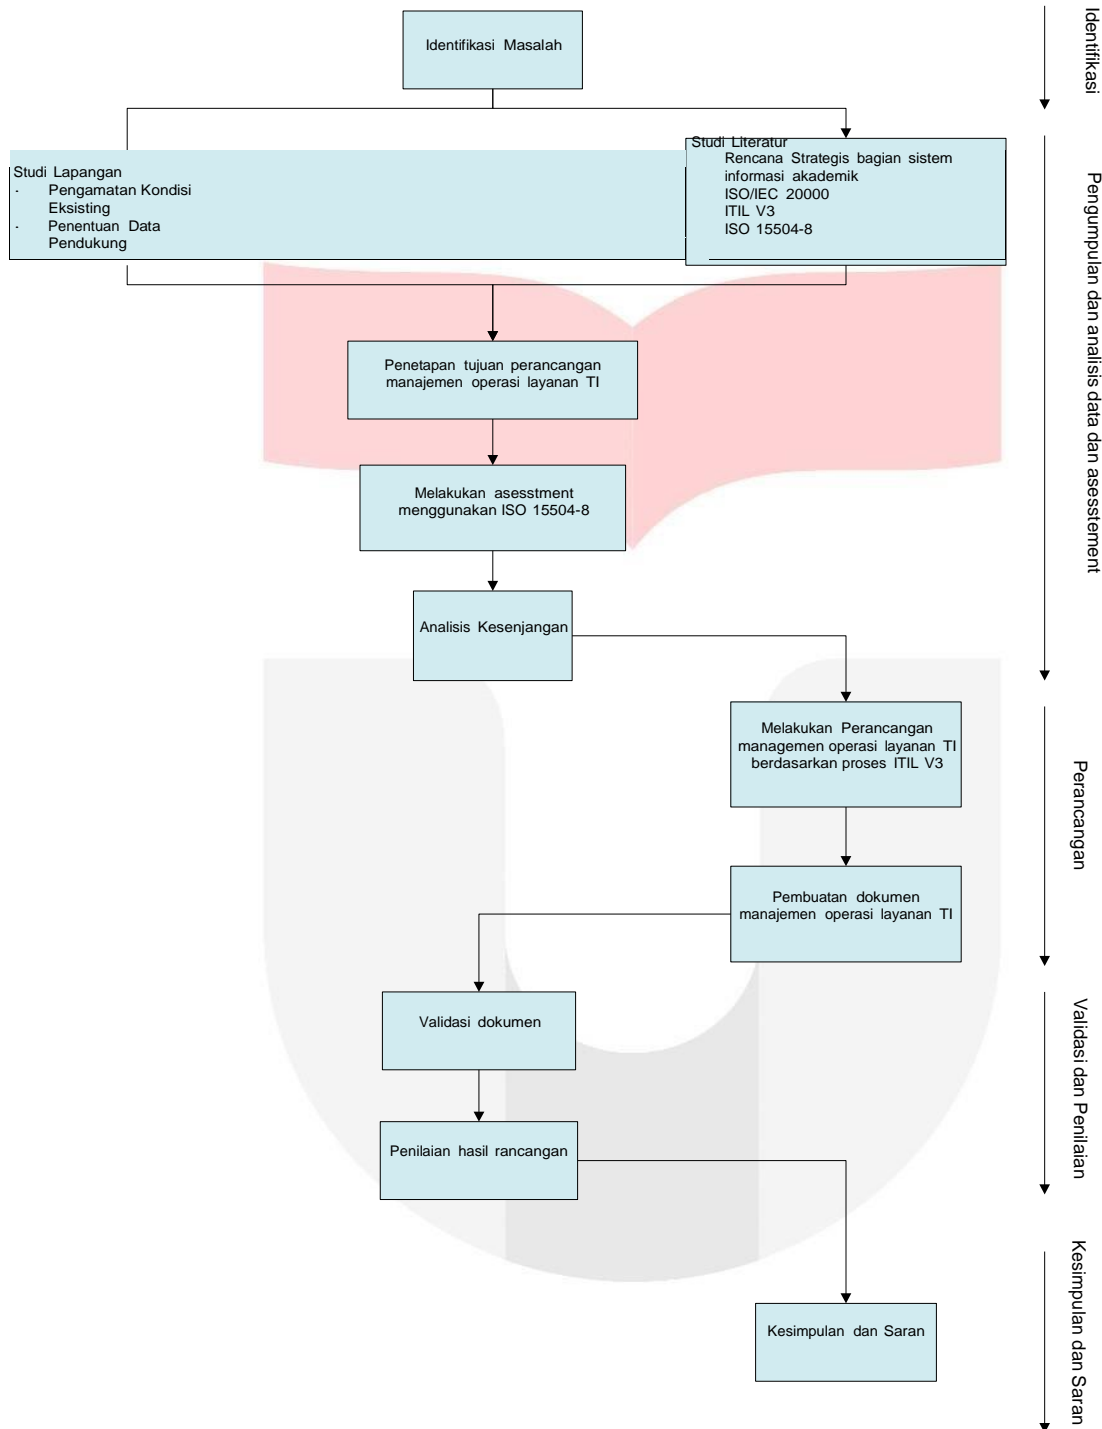 Identifikasi Masalah
Identifikasi
Studi Lapangan
· Pengamatan Kondisi
Eksisting
· Penentuan Data
Pendukung
Studi Literatur
Rencana Strategis bagian sistem
informasi akademik
ISO/IEC 20000
ITIL V3
ISO 15504-8
Penetapan tujuan perancangan
manajemen operasi layanan TI
Melakukan asesstment
menggunakan ISO 15504-8
Analisis Kesenjangan
Pengumpulan dan analisis data dan asesstement
Melakukan Perancangan
managemen operasi layanan TI
berdasarkan proses ITIL V3
Pembuatan dokumen
manajemen operasi layanan TI
Perancangan
Validasi dokumen
Penilaian hasil rancangan
Validasi dan Penilaian
Kesimpulan dan Saran
Kesimpulan dan Saran